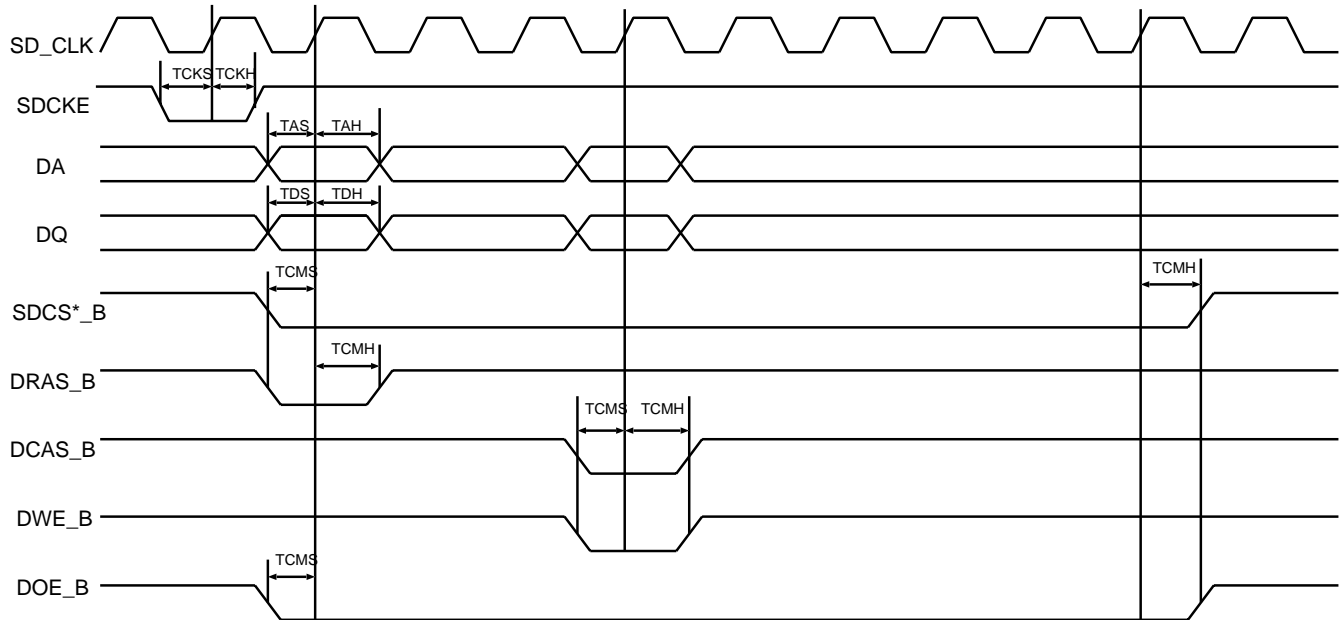 SD_CLK
TCKS TCKH
SDCKE
TAS TAH
DA
TDS TDH
DQ
TCMS TCMH
SDCS*_B
TCMH
DRAS_B
TCMS TCMH
DCAS_B
DWE_B
TCMS
DOE_B